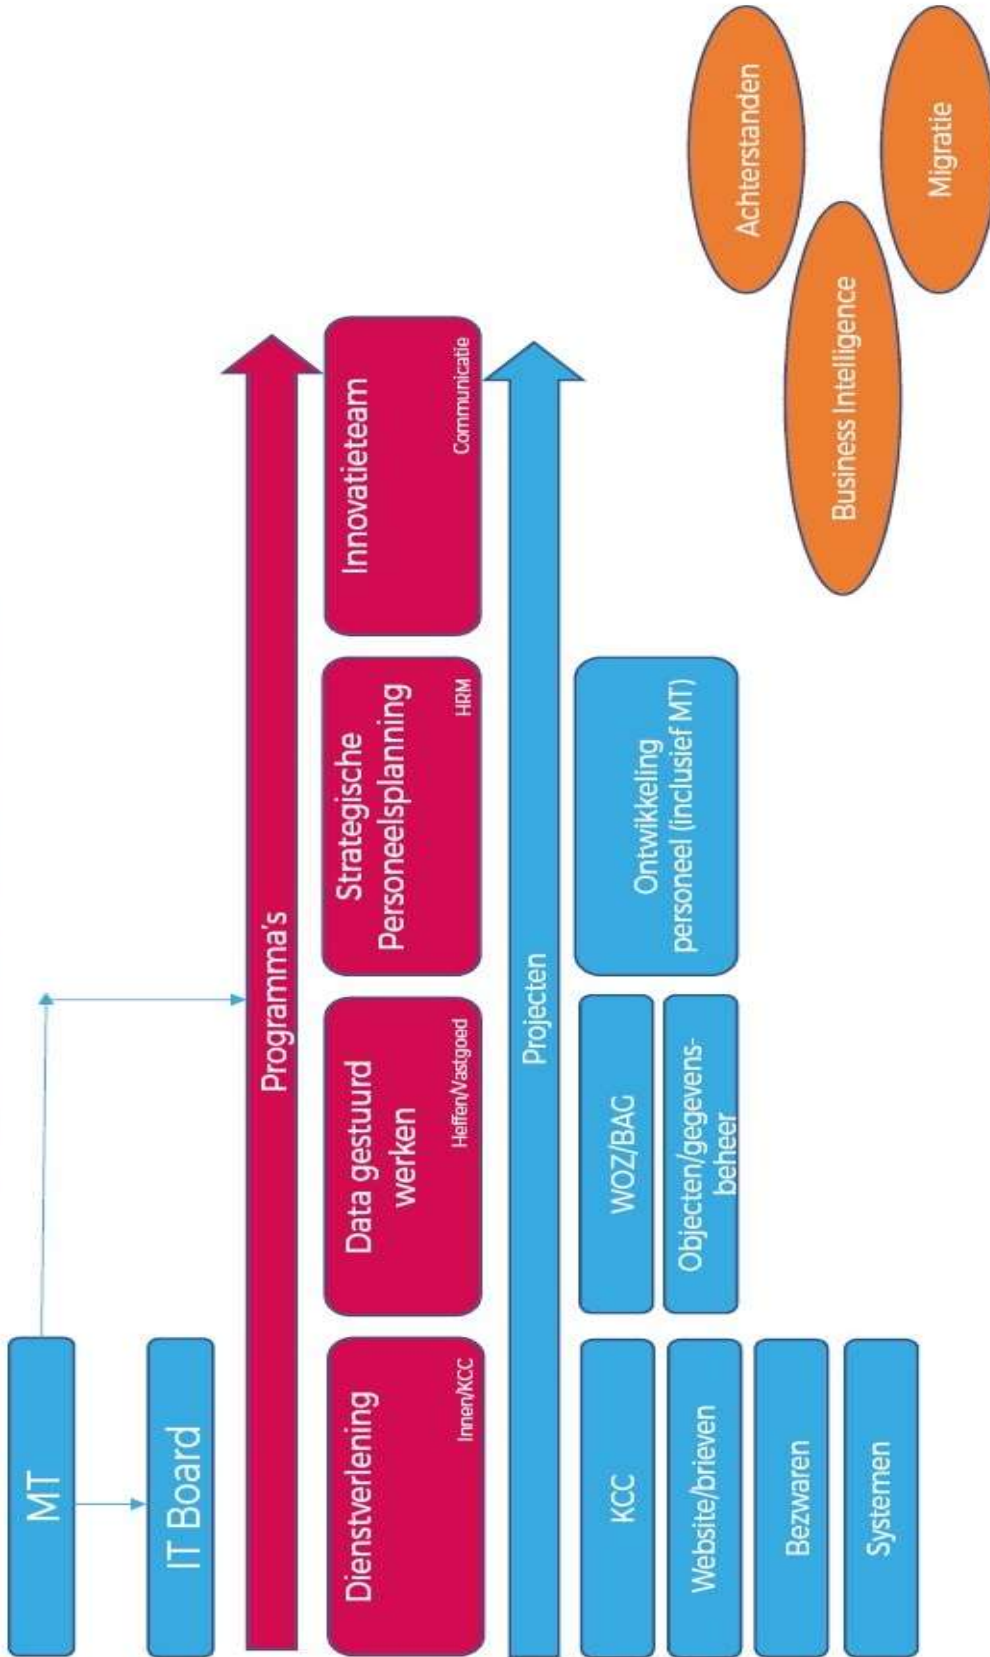 MT
IT Board
Programma's
Dienstverlening
Innen/KCC
Data gestuurd
werken
Heffen/Vastgoed
Strategische
Personeelsplanning
HRM
Innovatieteam
Communicatie
Projecten
KCC
Website/brieven
Bezwaren
Systemen
WOZ/BAG
Objecten/gegevens-
beheer
Ontwikkeling
personeel (inclusief MT)
Achterstanden
Business Intelligence
Migratie